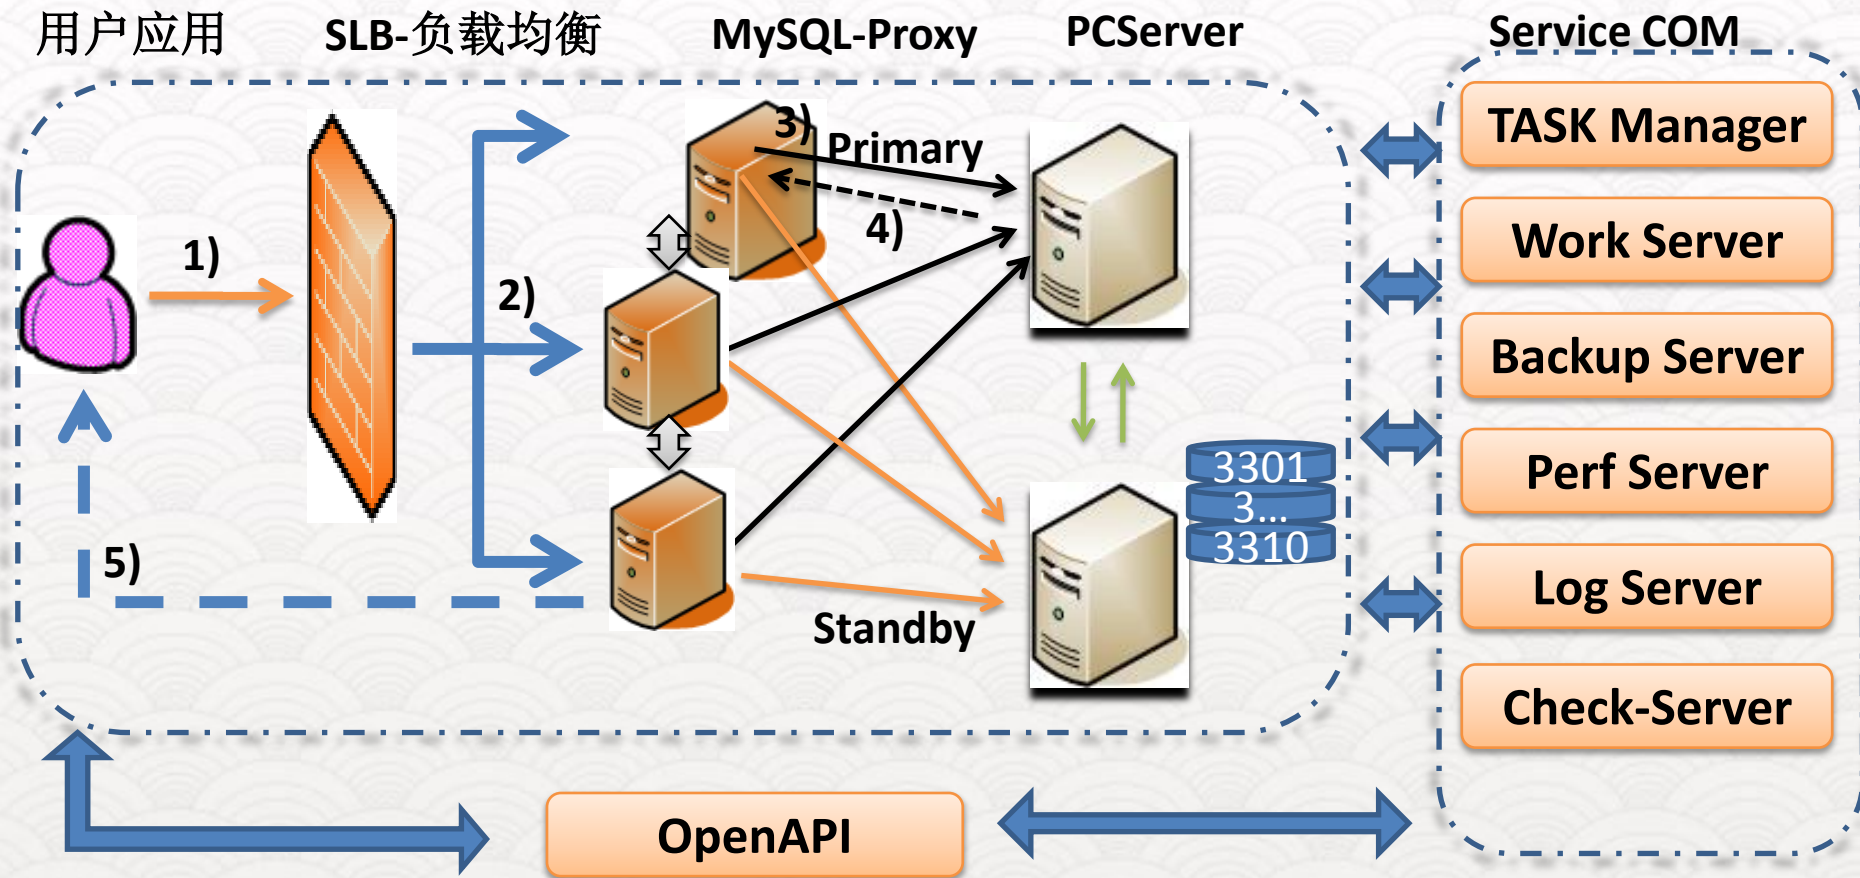 用户应用
SLB-负载均衡
MySQL-Proxy
PCServer
Service COM
1)
2)
3)
Primary
4)
5)
Standby
3301
3...
3310
TASK Manager
Work Server
Backup Server
Perf Server
Log Server
Check-Server
OpenAPI